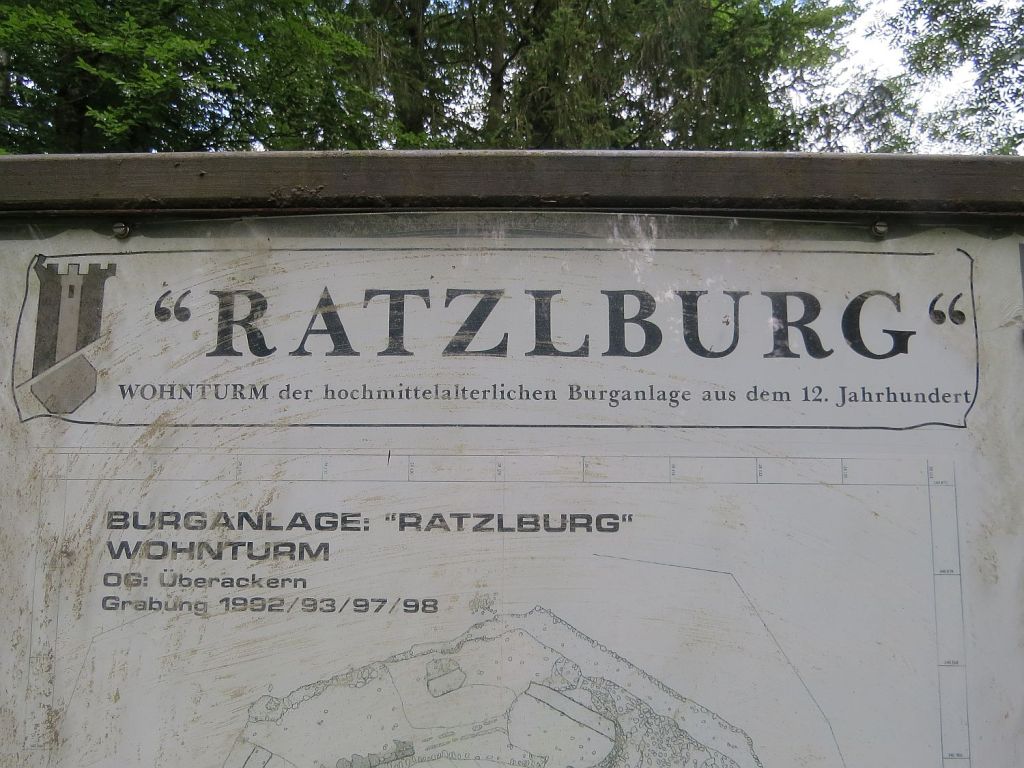 “RATZLBURG“
WOHNTURM der hochmittelalterlichen Burganlage aus dem 12. Jahrhundert
BURGANLAGE: “RATZLBURG“
WOHNTURM
OG: Überackern
Grabung 1992/93/97/98